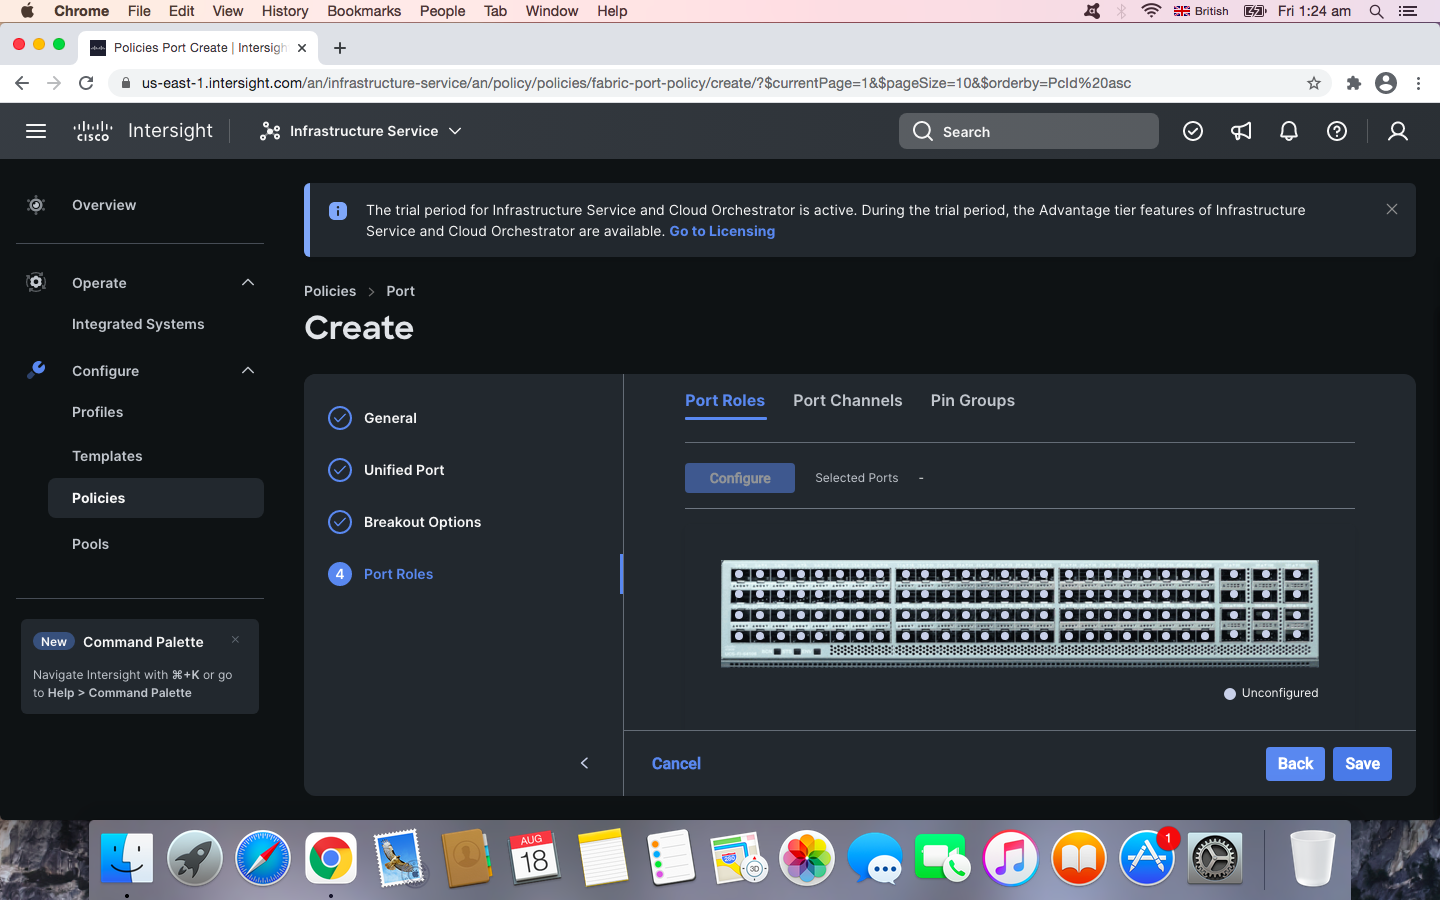 Chrome File Edit View History Bookmarks People Tab Window Help British Fri 1:24 am
Policies Port Create | Intersigh
us-east-1.intersight.com/an/infrastructure-service/an/policy/policies/fabric-port-policy/create/?$currentPage=1&$pageSize=10&$orderby=PcId%20asc
CISCO Intersight Infrastructure Service Search
Overview
Operate
Integrated Systems
Configure
Profiles
Templates
Policies
Pools
New Command Palette
Navigate Intersight with ⌘+K or go
to Help > Command Palette
The trial period for Infrastructure Service and Cloud Orchestrator is active. During the trial period, the Advantage tier features of Infrastructure
Service and Cloud Orchestrator are available. Go to Licensing
Policies > Port
Create
General
Unified Port
Breakout Options
4 Port Roles
Port Roles Port Channels Pin Groups
Configure Selected Ports -
Unconfigured
Cancel Back Save
AUG
18
280
3D
1